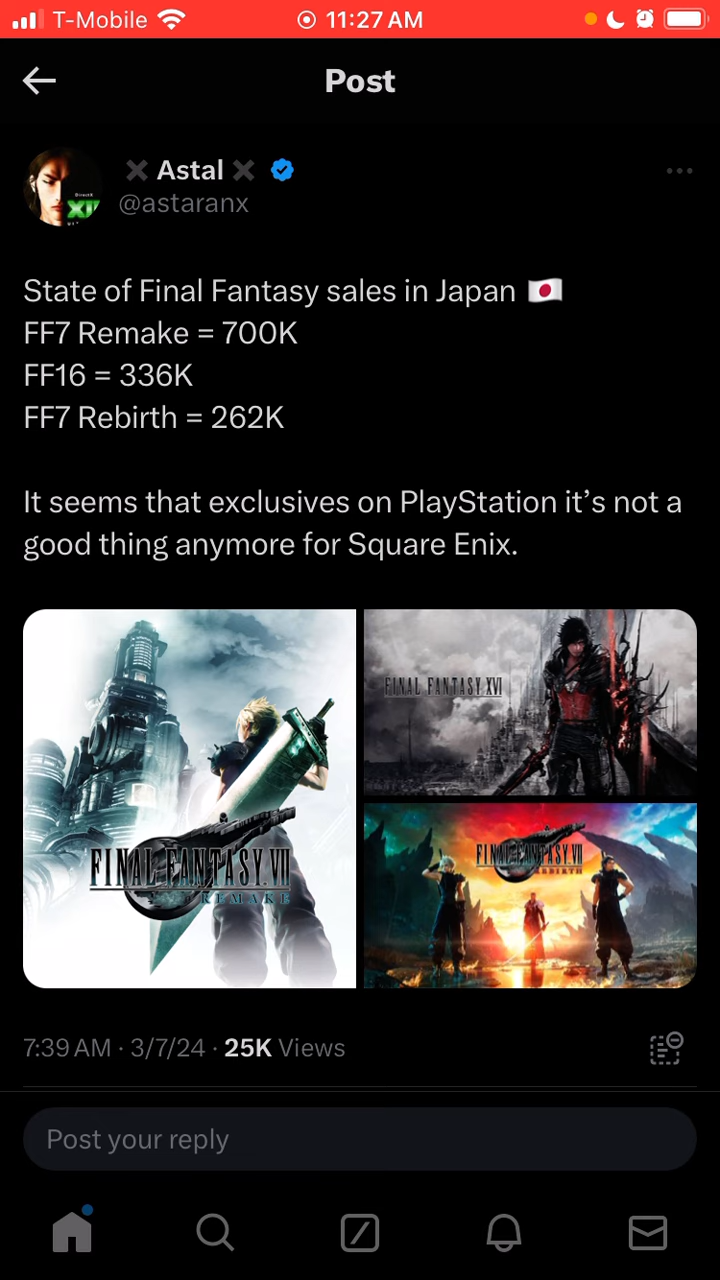 T-Mobile 11:27 AM
Post
Astal
@astaranx
State of Final Fantasy sales in Japan 🇯🇵
FF7 Remake = 700K
FF16 = 336K
FF7 Rebirth = 262K
It seems that exclusives on PlayStation it’s not a
good thing anymore for Square Enix.
FINAL FANTASY VII
REMAKE
FINAL FANTASY XVI
FINAL FANTASY VII
REBIRTH
7:39 AM · 3/7/24 · 25K Views
Post your reply